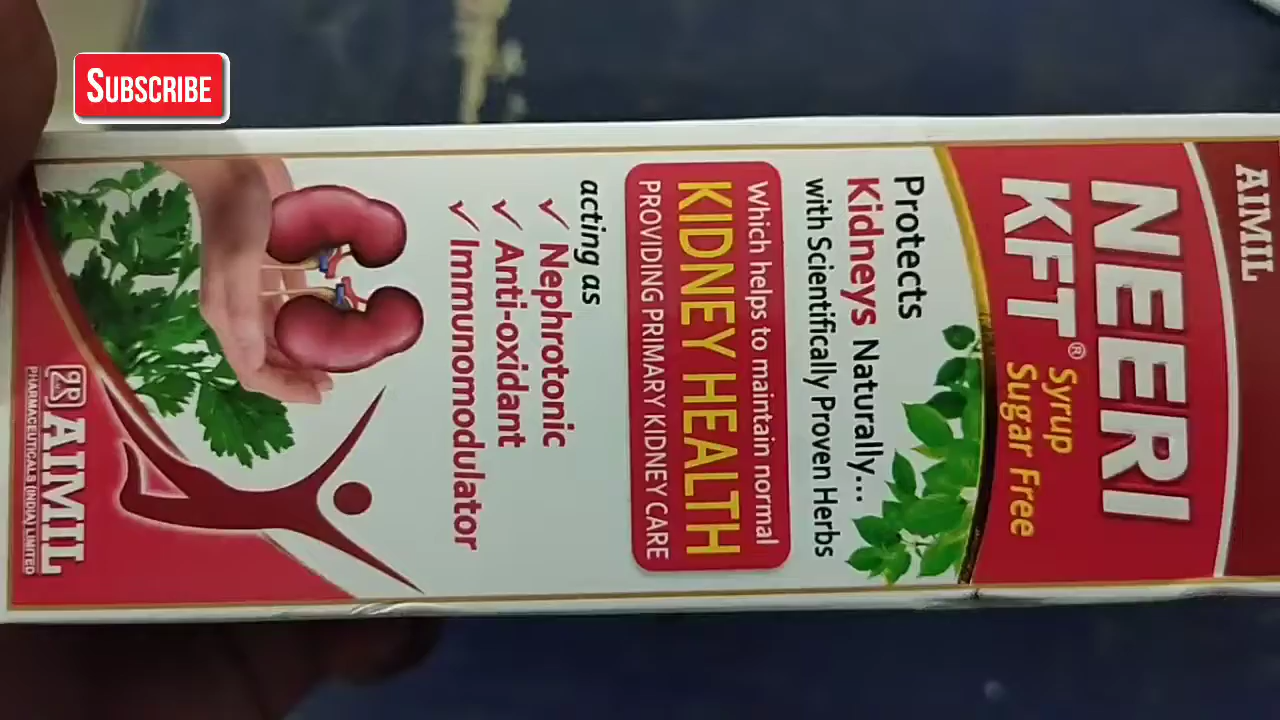 SUBSCRIBE
AIMIL
NEERI
KFT®
Syrup
Sugar Free
Protects
Kidneys Naturally...
with Scientifically Proven Herbs
Which helps to maintain normal
KIDNEY HEALTH
PROVIDING PRIMARY KIDNEY CARE
acting as
✓ Nephrotonic
✓ Anti-oxidant
✓ Immunomodulator
AIMIL
PHARMACEUTICALS (INDIA) LIMITED